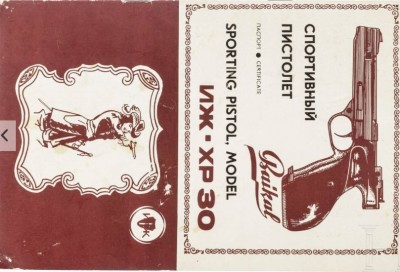 СПОРТИВНЫЙ
ПИСТОЛЕТ
ПАСПОРТ ● CERTIFICATE
SPORTING PISTOL, MODEL
ИЖ·ХР 30
Baikal